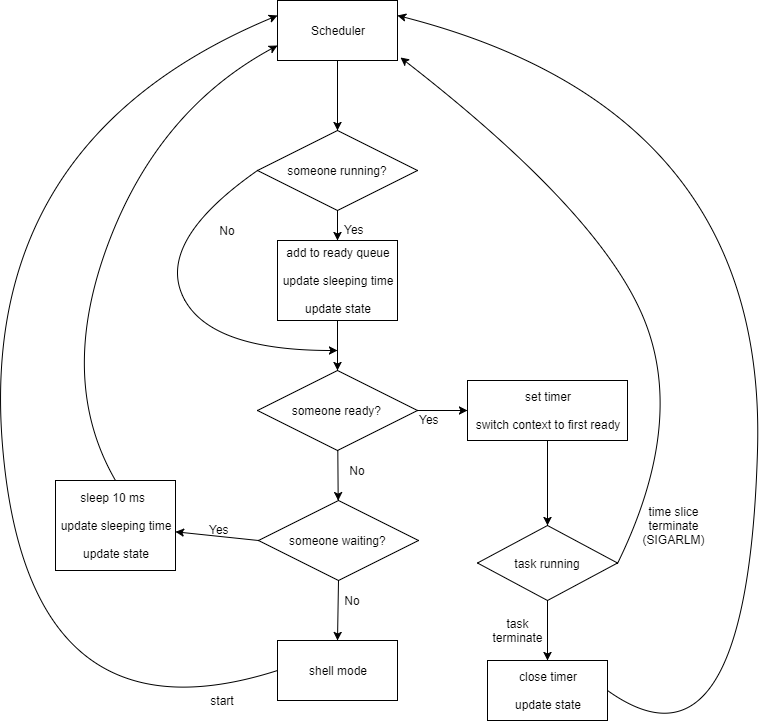 Scheduler
someone running?
No
Yes
add to ready queue
update sleeping time
update state
someone ready?
Yes
set timer
switch context to first ready
No
sleep 10 ms
update sleeping time
update state
Yes
someone waiting?
time slice
terminate
(SIGARLM)
task running
No
task
terminate
shell mode
start
close timer
update state